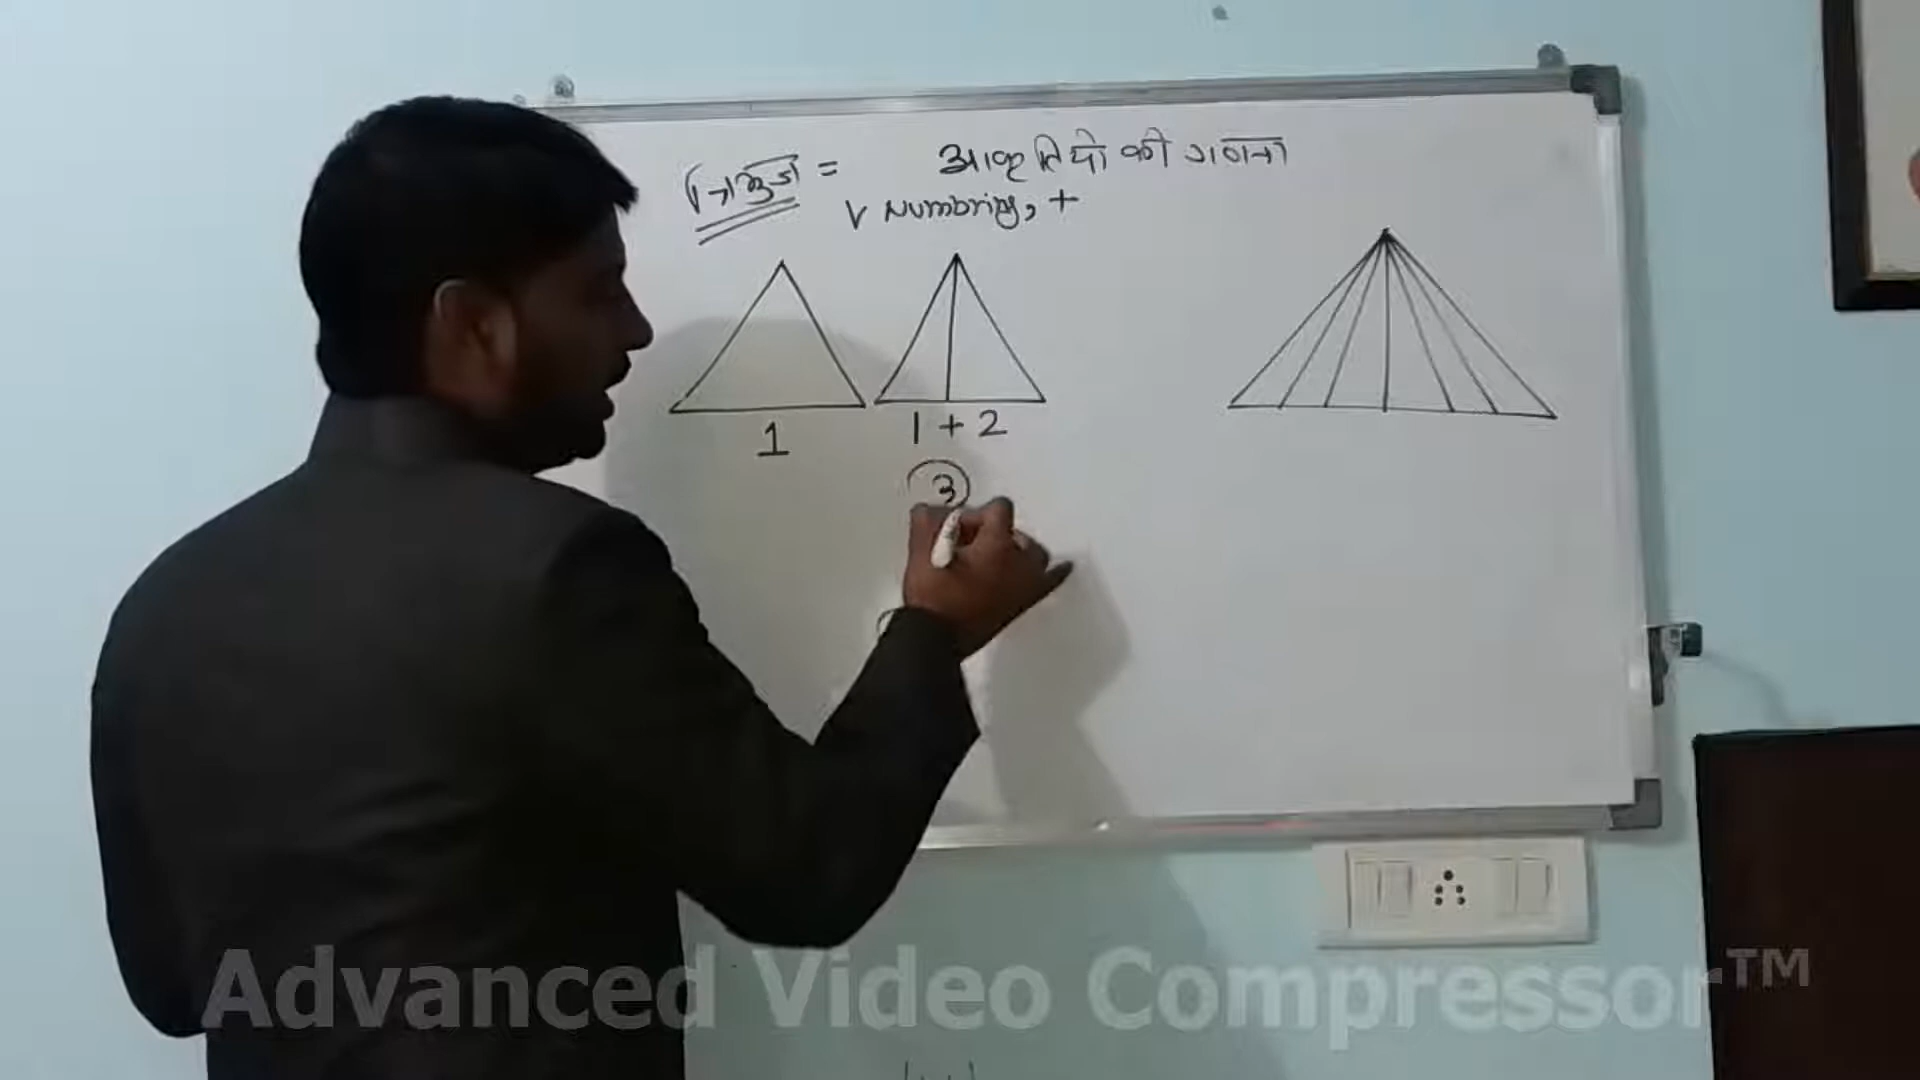 त्रिभुज = आकृतियो की गणना
√ Numbring, +
1
1 + 2
3
Advanced Video Compressor™